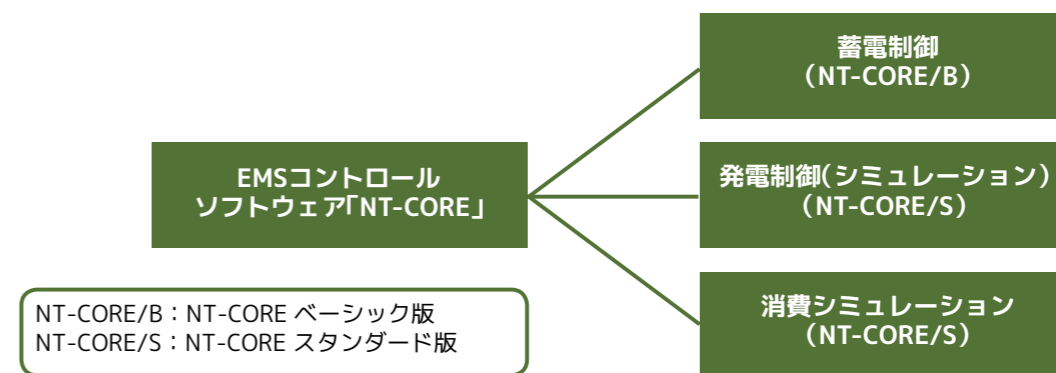 蓄電制御
(NT-CORE/B)
EMSコントロール
ソフトウェア「NT-CORE」
発電制御(シミュレーション)
(NT-CORE/S)
消費シミュレーション
(NT-CORE/S)
NT-CORE/B：NT-CORE ベーシック版
NT-CORE/S：NT-CORE スタンダード版